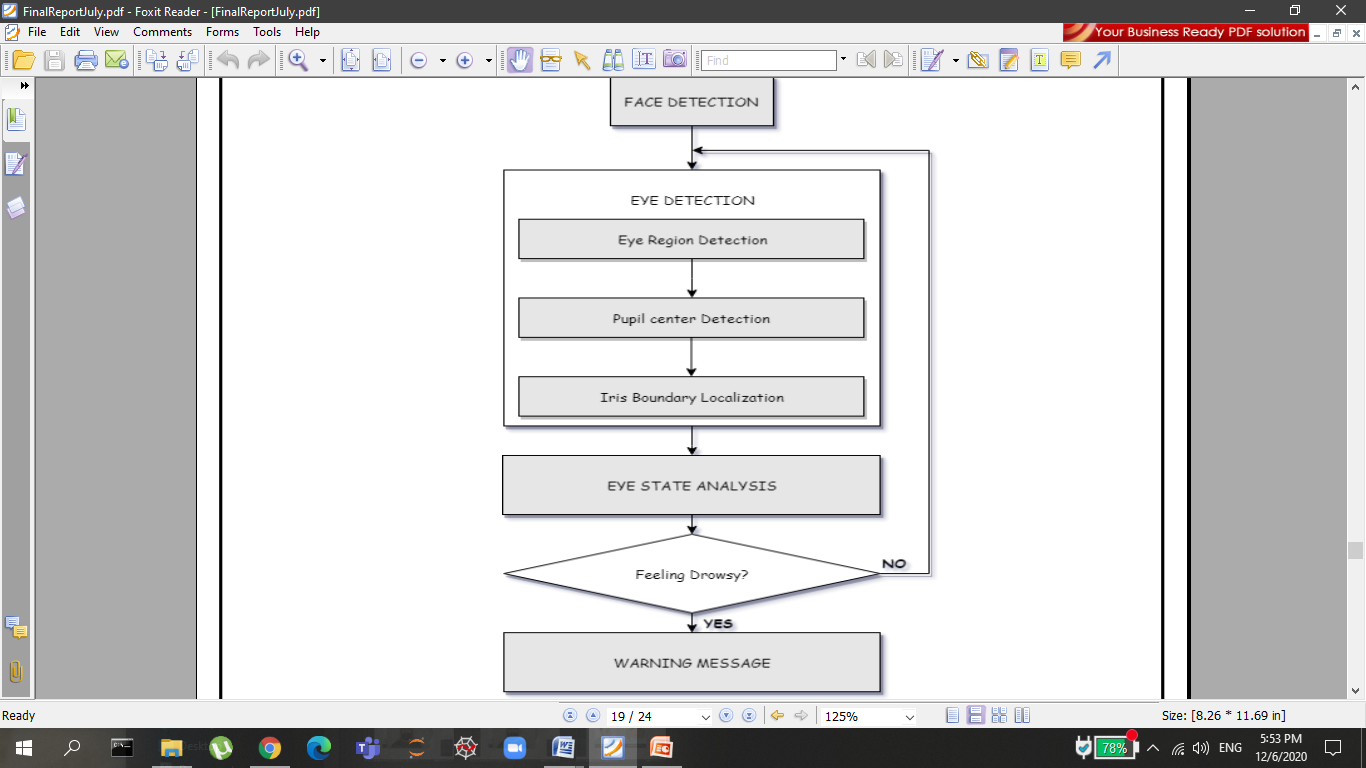 FinalReportJuly.pdf - Foxit Reader - [FinalReportJuly.pdf]
File Edit View Comments Forms Tools Help
Your Business Ready PDF solution
Find
FACE DETECTION
EYE DETECTION
Eye Region Detection
Pupil center Detection
Iris Boundary Localization
EYE STATE ANALYSIS
Feeling Drowsy?
NO
YES
WARNING MESSAGE
Ready
19 / 24
125%
Size: [8.26 * 11.69 in]
78%
ENG
5:53 PM
12/6/2020